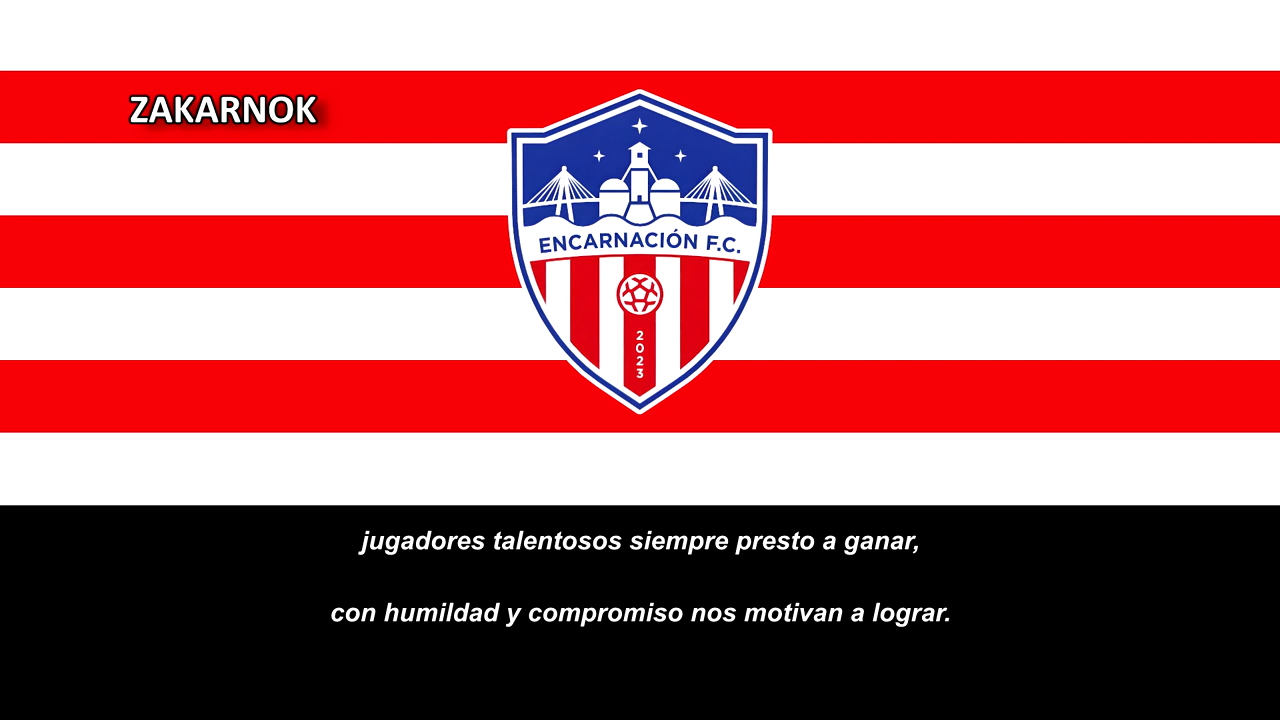 ZAKARNOK
ENCARNACIÓN F.C.
2023
jugadores talentosos siempre presto a ganar,
con humildad y compromiso nos motivan a lograr.